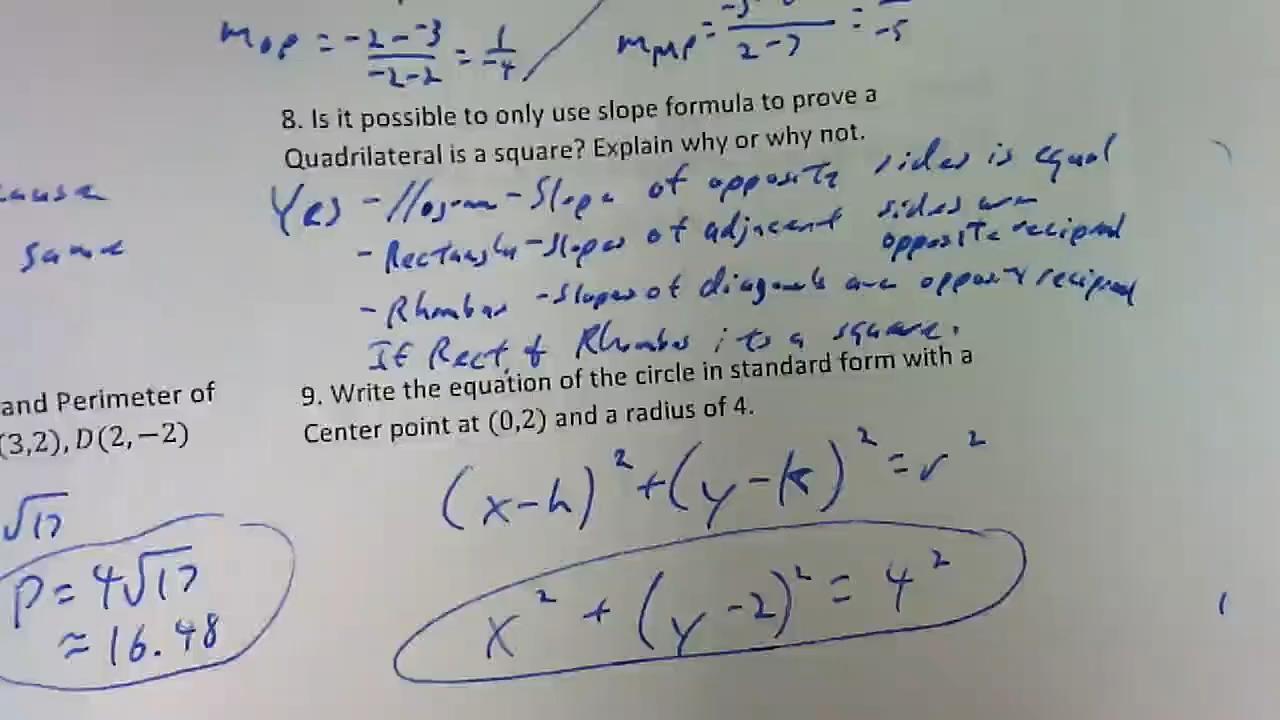 m_OP = -2 - -3 / -2-2 = 1/-4
m_MP = / 2-7 = / -5
8. Is it possible to only use slope formula to prove a
Quadrilateral is a square? Explain why or why not.
Yes - //ogram - Slope of opposite sides is equal
- Rectangle - slopes of adjacent sides are
opposite reciprocal
- Rhombus - slopes of diagonals are opposite reciprocal
If Rect. & Rhombus its a square.
cause
same
and Perimeter of
(3,2), D(2,−2)
√17
P = 4√17
≈ 16.48
9. Write the equation of the circle in standard form with a
Center point at (0,2) and a radius of 4.
(x-h)² + (y-k)² = r²
x² + (y-2)² = 4²